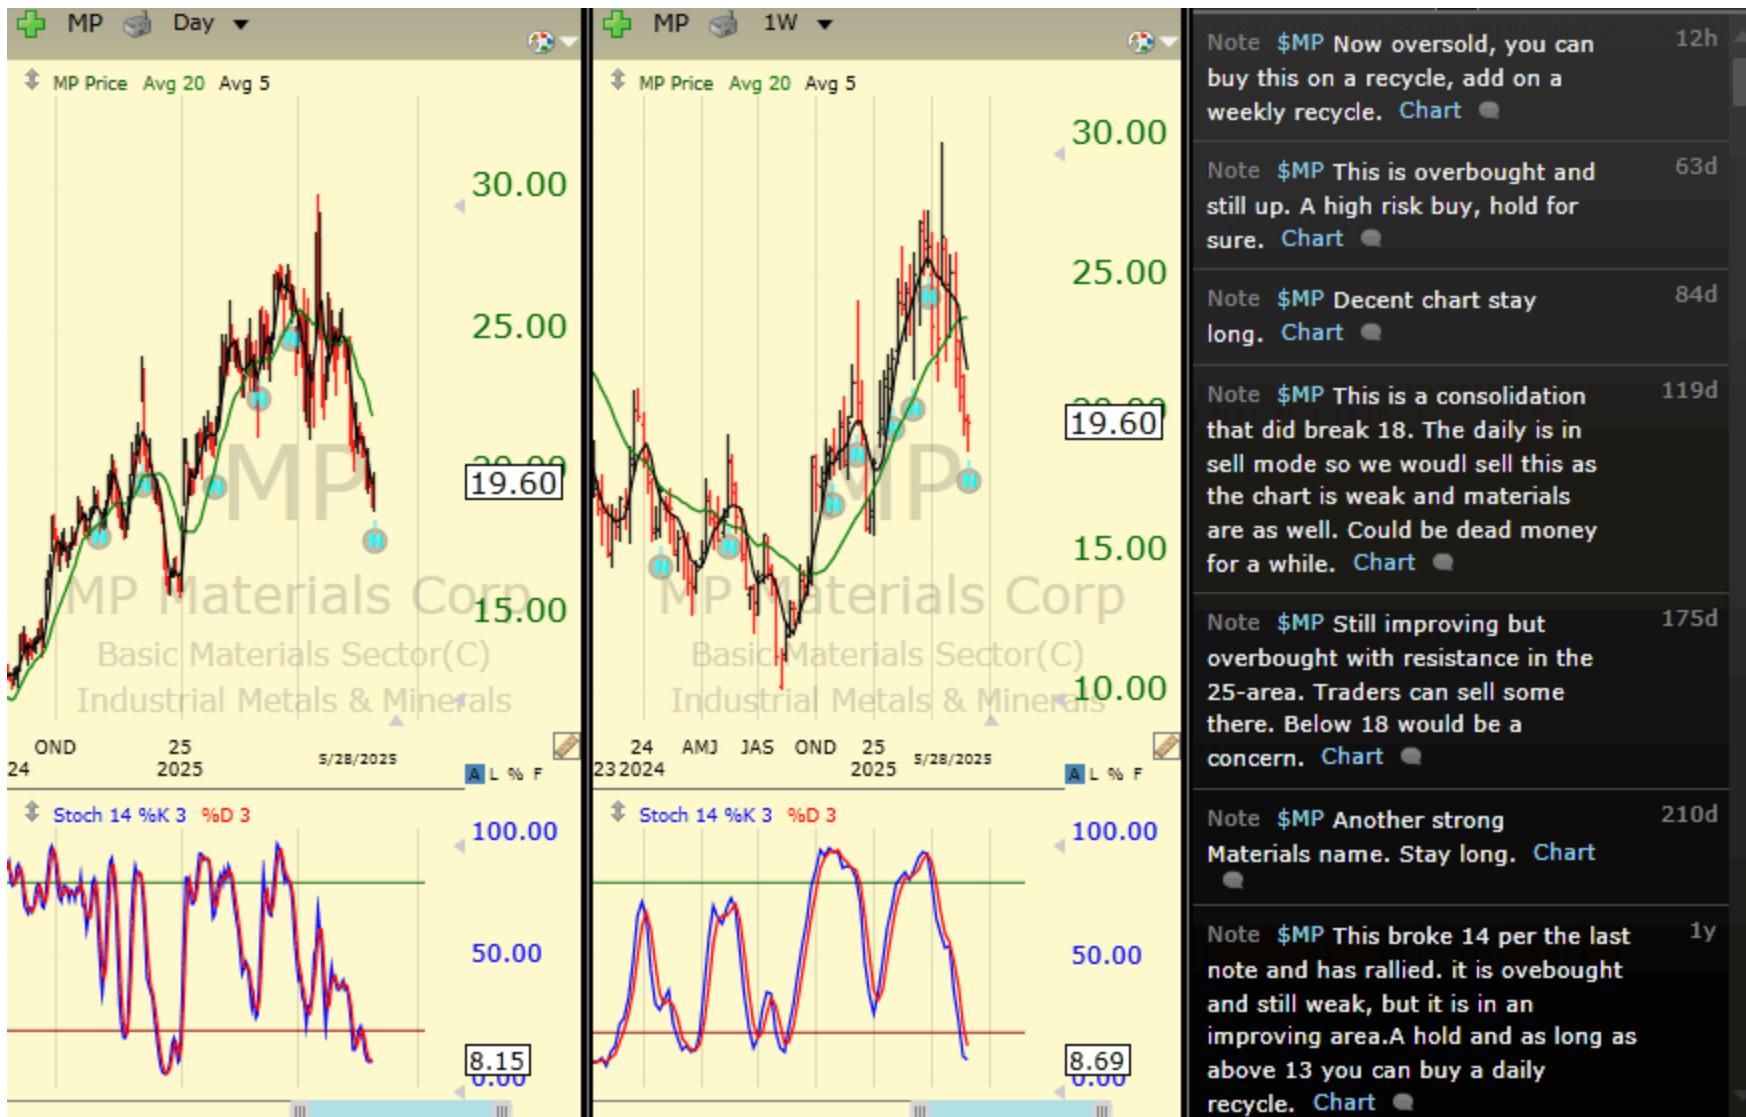 MP Day
MP Price Avg 20 Avg 5
30.00
25.00
20.00
19.60
15.00
MP
MP Materials Corp
Basic Materials Sector(C)
Industrial Metals & Minerals
OND 25
24 2025 5/28/2025
A L % F
Stoch 14 %K 3 %D 3
100.00
50.00
8.15
0.00
N
N
N
N
N
N
MP 1W
MP Price Avg 20 Avg 5
30.00
25.00
20.00
19.60
15.00
10.00
MP
MP Materials Corp
Basic Materials Sector(C)
Industrial Metals & Minerals
24 AMJ JAS OND 25
23 2024 2025 5/28/2025
A L % F
Stoch 14 %K 3 %D 3
100.00
50.00
8.69
0.00
N
N
N
N
N
N
N
N
Note $MP Now oversold, you can 12h
buy this on a recycle, add on a
weekly recycle. Chart
Note $MP This is overbought and 63d
still up. A high risk buy, hold for
sure. Chart
Note $MP Decent chart stay 84d
long. Chart
Note $MP This is a consolidation 119d
that did break 18. The daily is in
sell mode so we woudl sell this as
the chart is weak and materials
are as well. Could be dead money
for a while. Chart
Note $MP Still improving but 175d
overbought with resistance in the
25-area. Traders can sell some
there. Below 18 would be a
concern. Chart
Note $MP Another strong 210d
Materials name. Stay long. Chart
Note $MP This broke 14 per the last 1y
note and has rallied. it is ovebought
and still weak, but it is in an
improving area.A hold and as long as
above 13 you can buy a daily
recycle. Chart